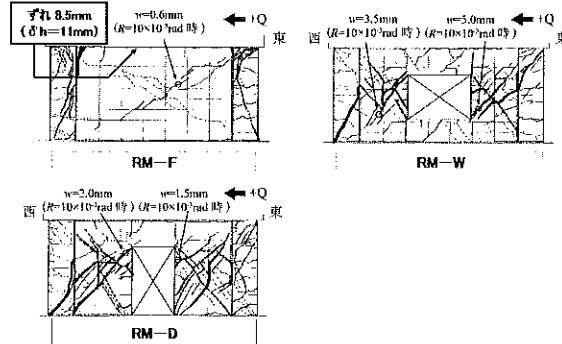 ずれ 8.5mm
(δh=11mm)
w=0.6mm
(R=10×10⁻³rad 時)
+Q
東
RM－F
西
w=3.5mm
(R=10×10⁻³rad 時)
w=5.0mm
(R=10×10⁻³rad 時)
+Q
東
RM－W
西
w=2.0mm
(R=10×10⁻³rad 時)
w=1.5mm
(R=10×10⁻³rad 時)
+Q
東
RM－D